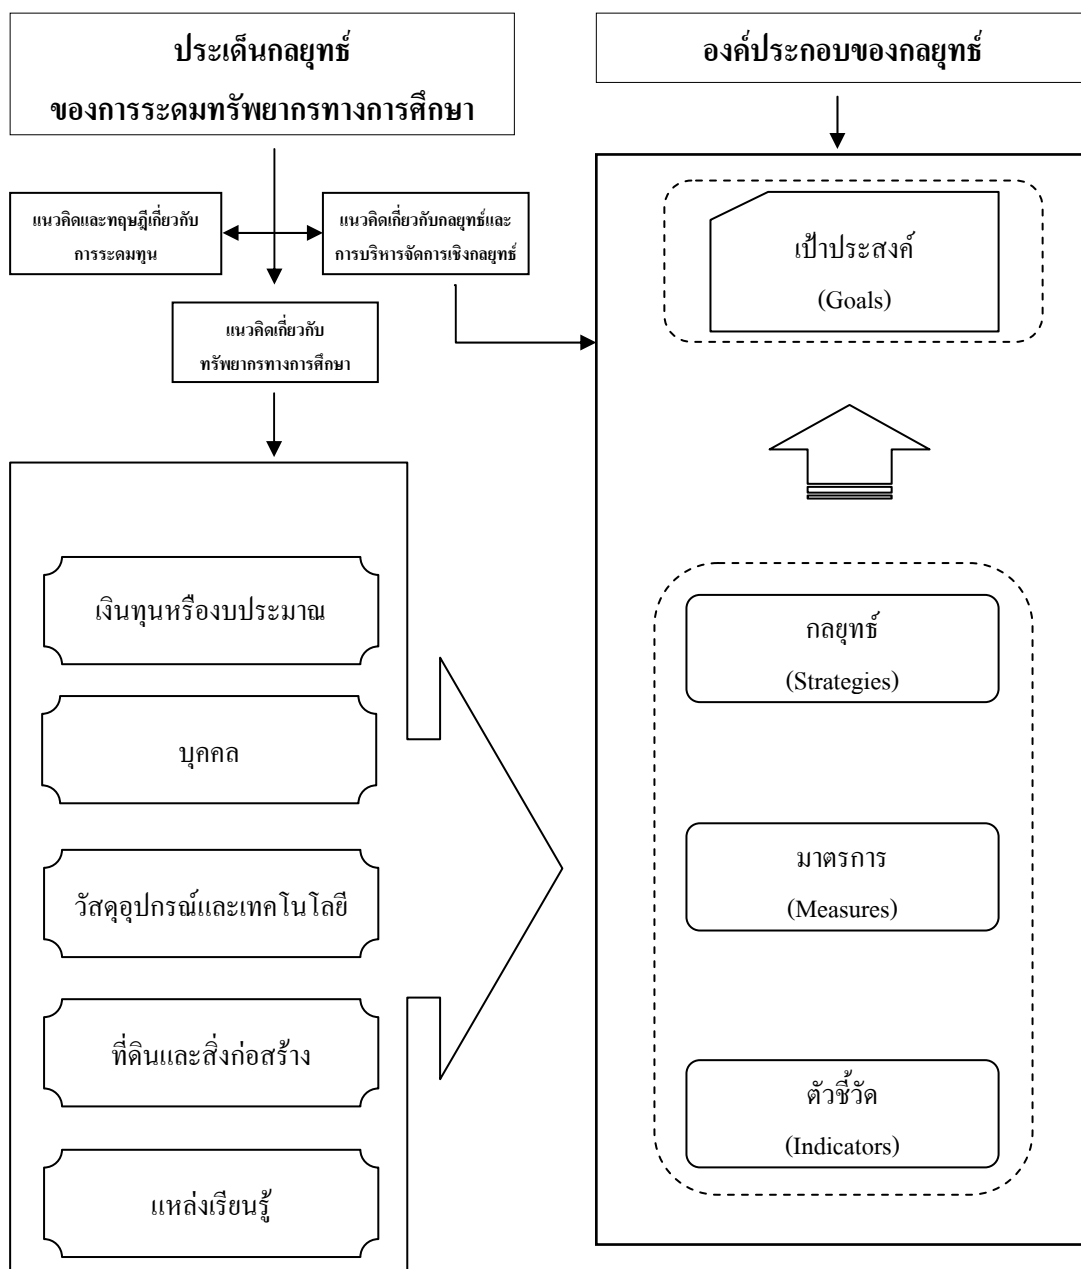 ประเด็นกลยุทธ์
ของการระดมทรัพยากรทางการศึกษา
แนวคิดและทฤษฎีเกี่ยวกับ
การระดมทุน
แนวคิดเกี่ยวกับกลยุทธ์และ
การบริหารจัดการเชิงกลยุทธ์
แนวคิดเกี่ยวกับ
ทรัพยากรทางการศึกษา
เงินทุนหรืองบประมาณ
บุคคล
วัสดุอุปกรณ์และเทคโนโลยี
ที่ดินและสิ่งก่อสร้าง
แหล่งเรียนรู้
องค์ประกอบของกลยุทธ์
เป้าประสงค์
(Goals)
กลยุทธ์
(Strategies)
มาตรการ
(Measures)
ตัวชี้วัด
(Indicators)